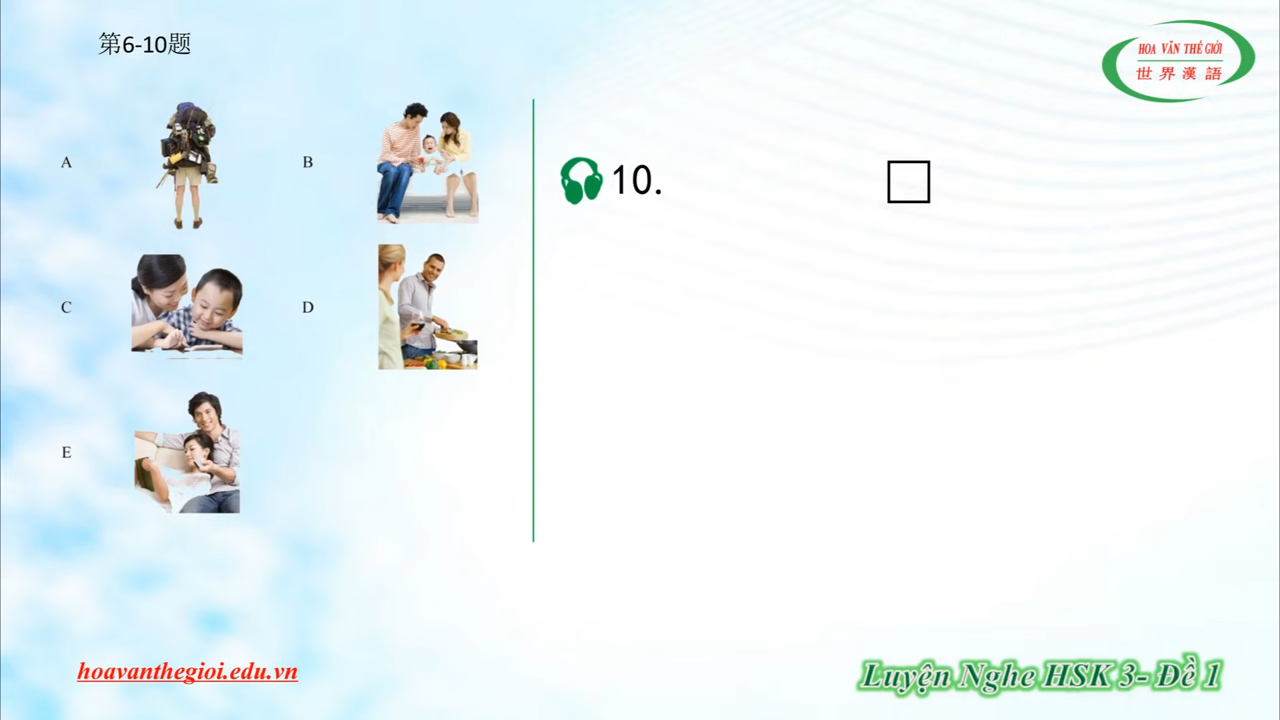 第6-10题
HOA VĂN THẾ GIỚI
世界漢語
A
B
10.
C
D
E
hoavanthegioi.edu.vn
Luyện Nghe HSK 3- Đề 1